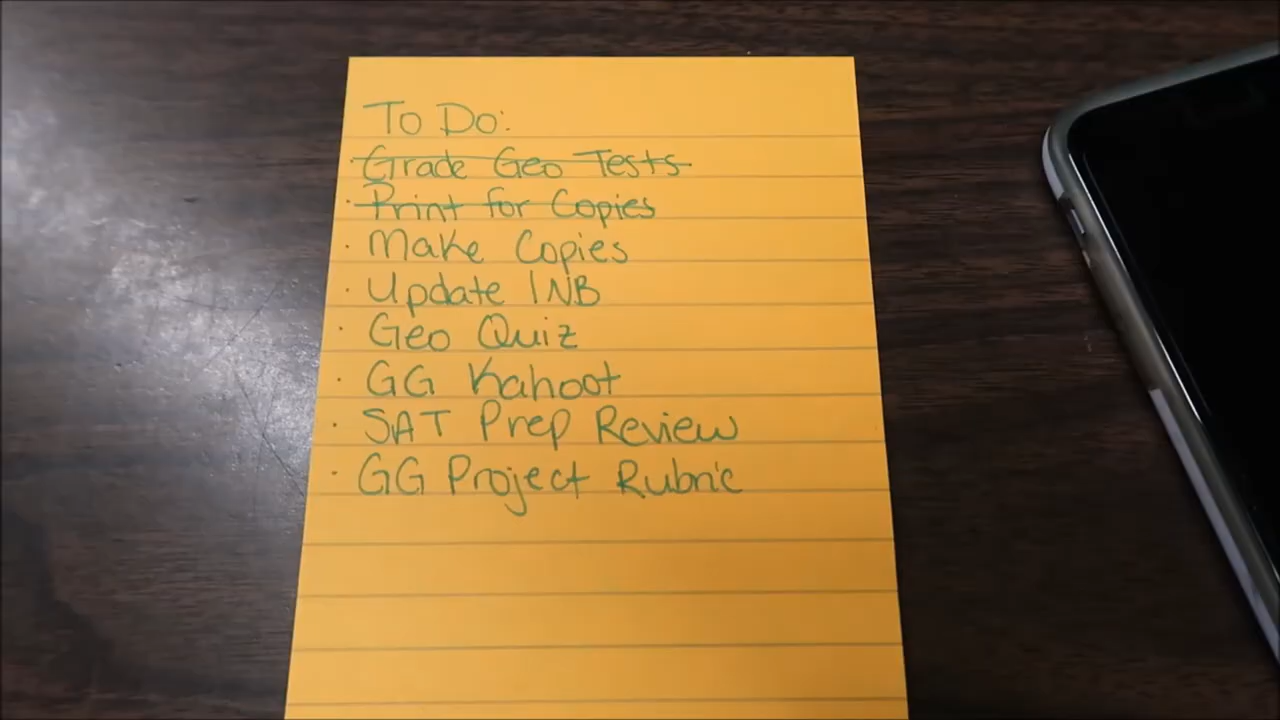 To Do:
· Grade Geo Tests
· Print for Copies
· Make Copies
· Update INB
· Geo Quiz
· GG Kahoot
· SAT Prep Review
· GG Project Rubric